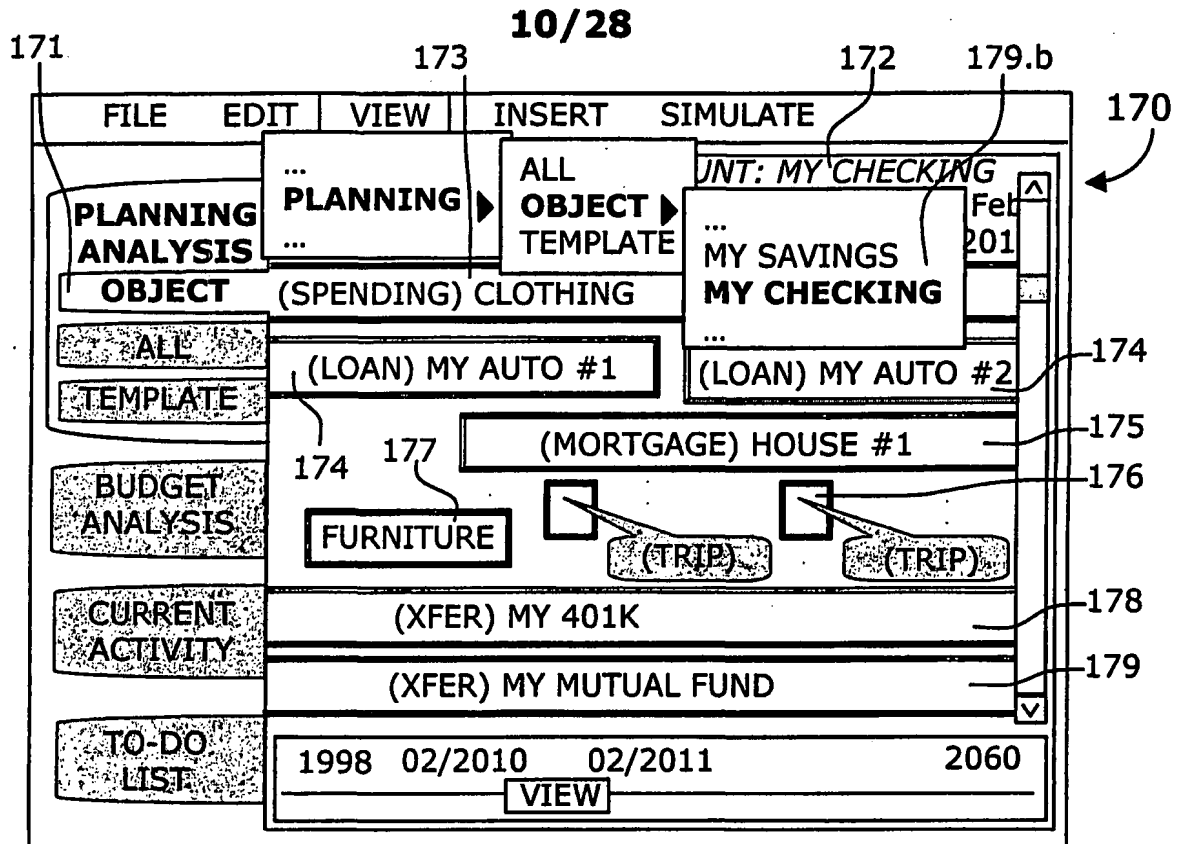 10/28
171
173
172
179.b
170
FILE EDIT VIEW INSERT SIMULATE
UNT: MY CHECKING
...
PLANNING
...
ALL
OBJECT
TEMPLATE
...
MY SAVINGS
MY CHECKING
...
Feb
201
PLANNING
ANALYSIS
OBJECT
ALL
TEMPLATE
(SPENDING) CLOTHING
(LOAN) MY AUTO #1
(LOAN) MY AUTO #2
174
(MORTGAGE) HOUSE #1
175
174
177
176
BUDGET
ANALYSIS
FURNITURE
(TRIP)
(TRIP)
CURRENT
ACTIVITY
(XFER) MY 401K
178
(XFER) MY MUTUAL FUND
179
TO-DO
LIST
1998 02/2010 02/2011 2060
VIEW